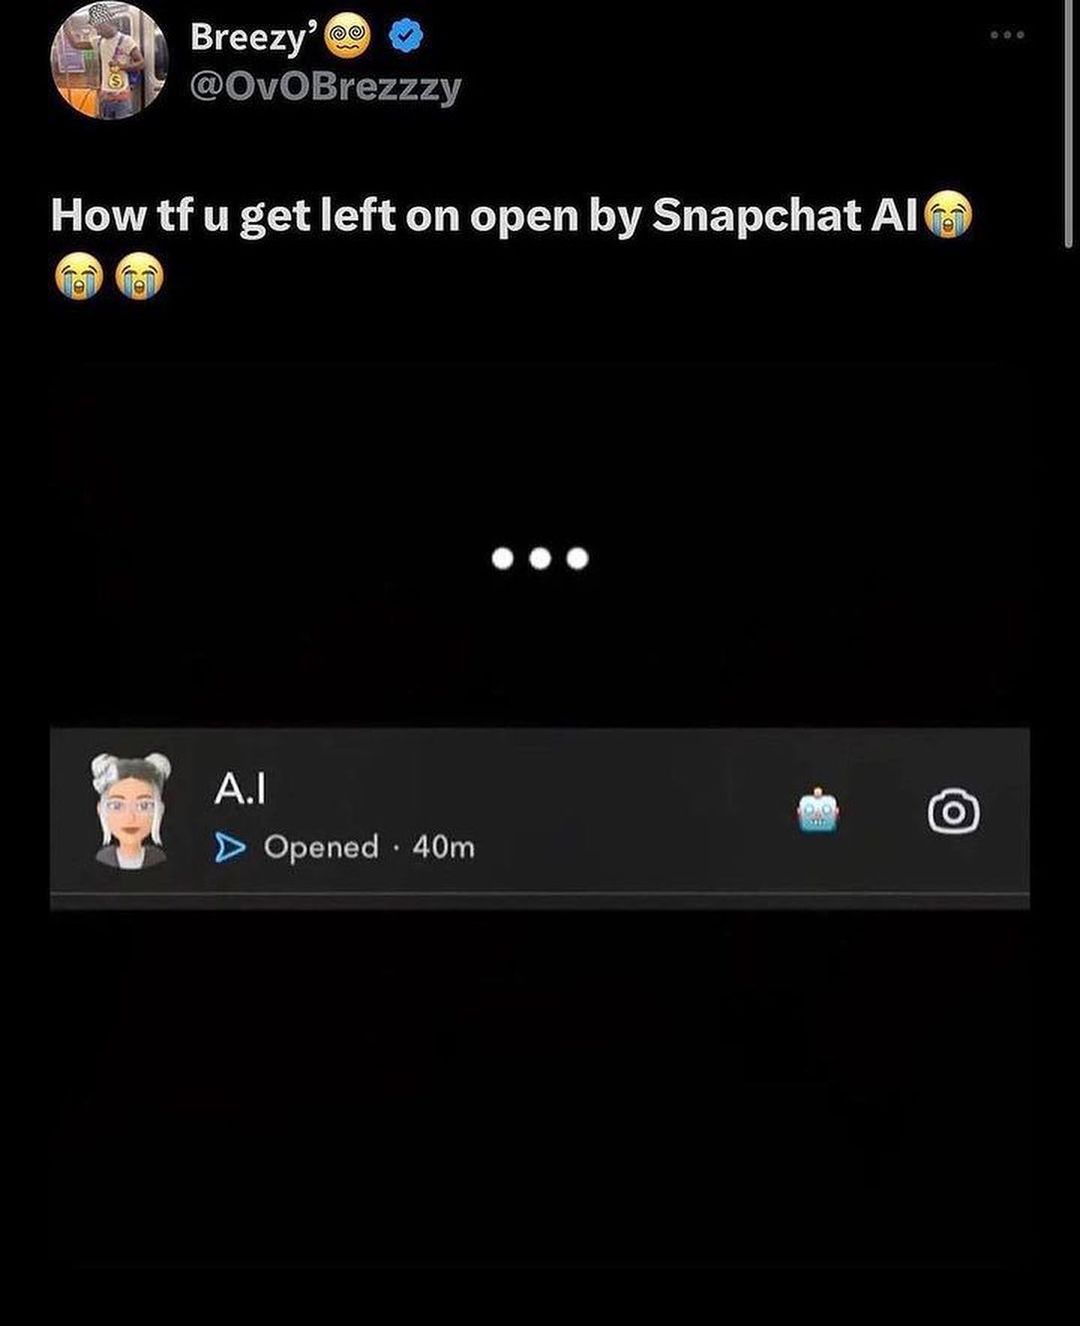 Breezy’😵‍💫
@OvOBrezzzy
How tf u get left on open by Snapchat AI😭
😭😭
A.I
Opened · 40m